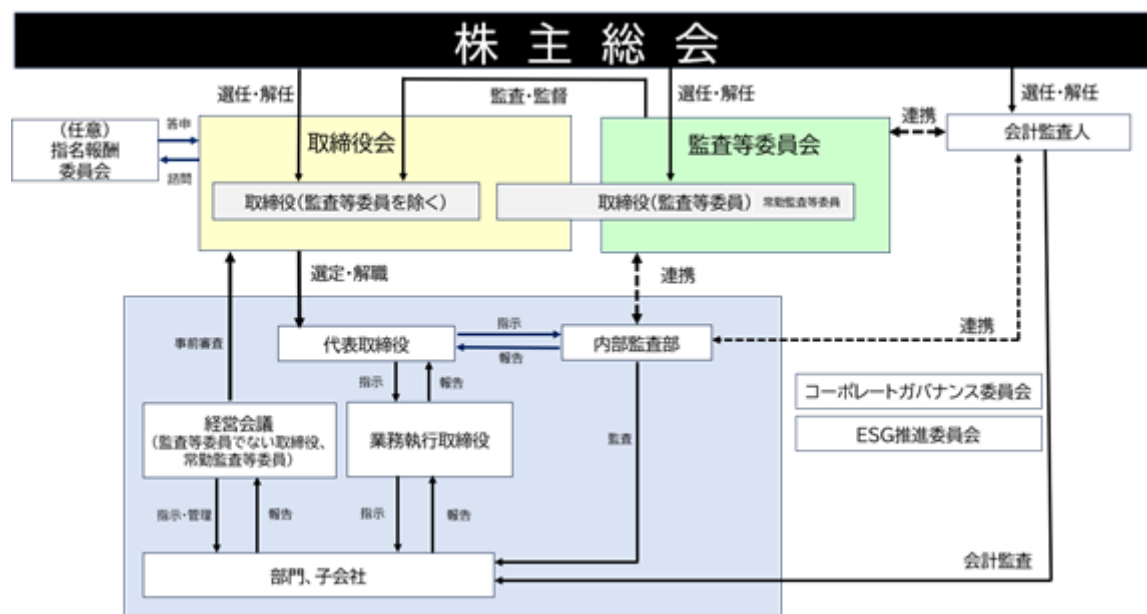 株主総会
選任・解任
監査・監督
選任・解任
選任・解任
(任意)
指名報酬
委員会
答申
諮問
取締役会
監査等委員会
連携
会計監査人
取締役(監査等委員を除く)
取締役(監査等委員) 常勤監査等委員
選定・解職
連携
事前審査
代表取締役
指示
報告
内部監査部
連携
指示
報告
経営会議
(監査等委員でない取締役、
常勤監査等委員)
業務執行取締役
監査
コーポレートガバナンス委員会
ESG推進委員会
指示・管理
報告
指示
報告
部門、子会社
会計監査